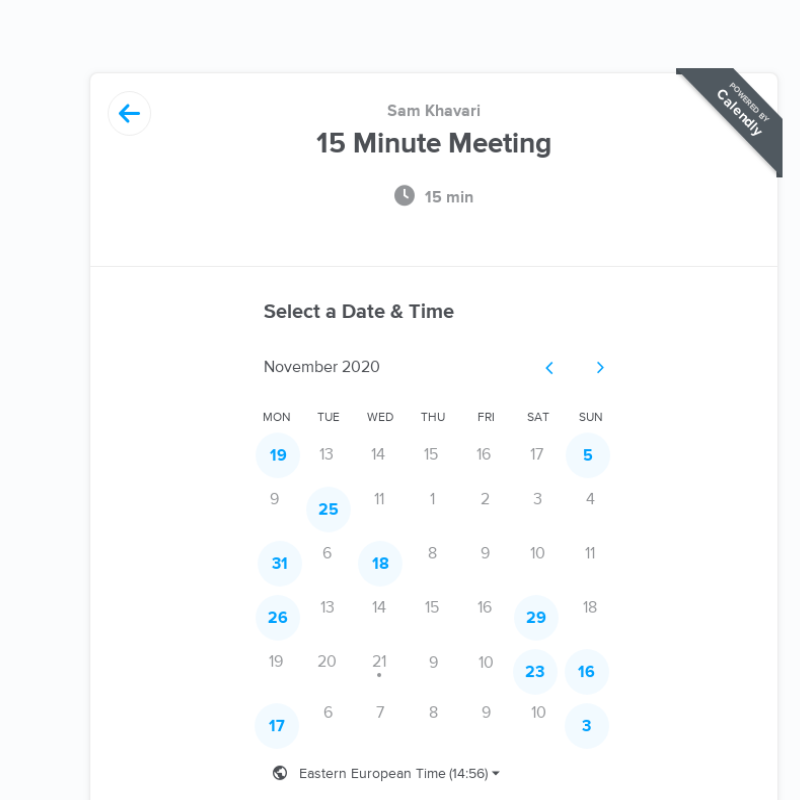 POWERED BY
Calendly
Sam Khavari
15 Minute Meeting
15 min
Select a Date & Time
November 2020
MON TUE WED THU FRI SAT SUN
19 13 14 15 16 17 5
9 25 11 1 2 3 4
31 6 18 8 9 10 11
26 13 14 15 16 29 18
19 20 21 9 10 23 16
17 6 7 8 9 10 3
Eastern European Time (14:56)